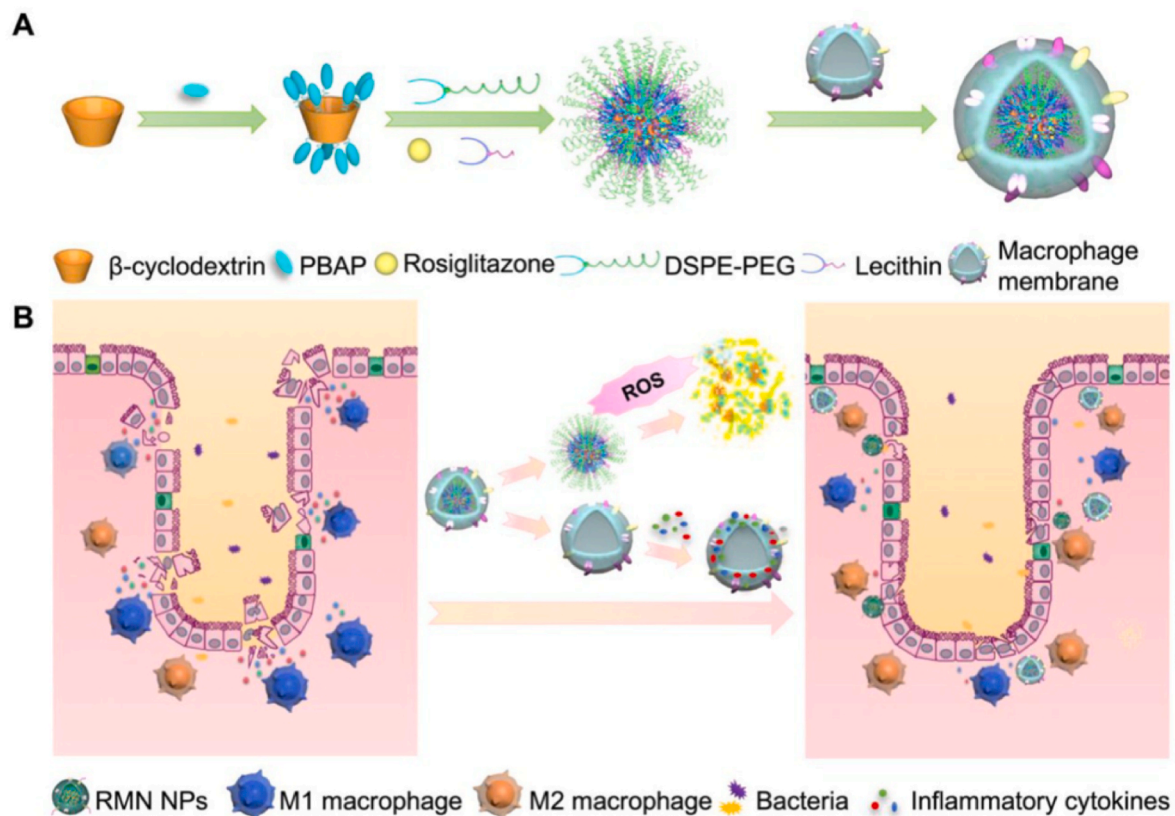 A
β-cyclodextrin PBAP Rosiglitazone DSPE-PEG Lecithin Macrophage
membrane
B
ROS
RMN NPs M1 macrophage M2 macrophage Bacteria Inflammatory cytokines